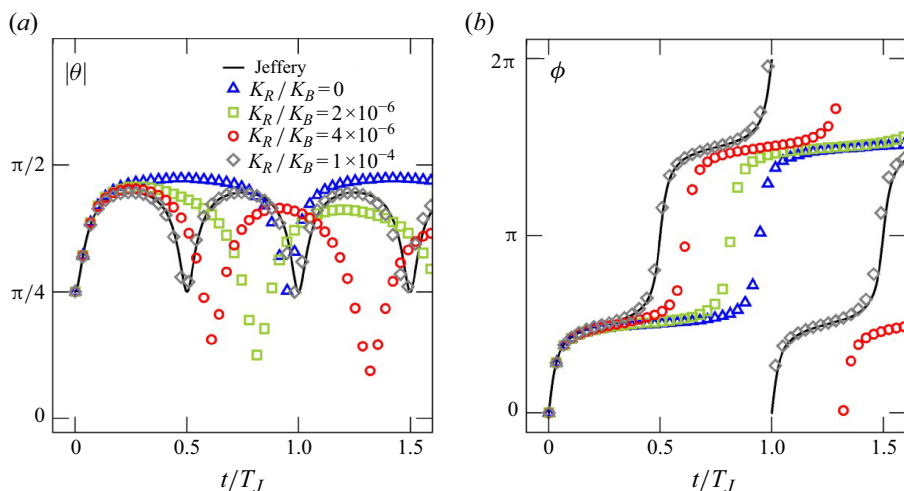 (a)
|θ|
Jeffery
K_R / K_B = 0
K_R / K_B = 2×10⁻⁶
K_R / K_B = 4×10⁻⁶
K_R / K_B = 1×10⁻⁴
π/2
π/4
0
0 0.5 1.0 1.5
t/T_J
(b)
2π
ϕ
π
0
0 0.5 1.0 1.5
t/T_J